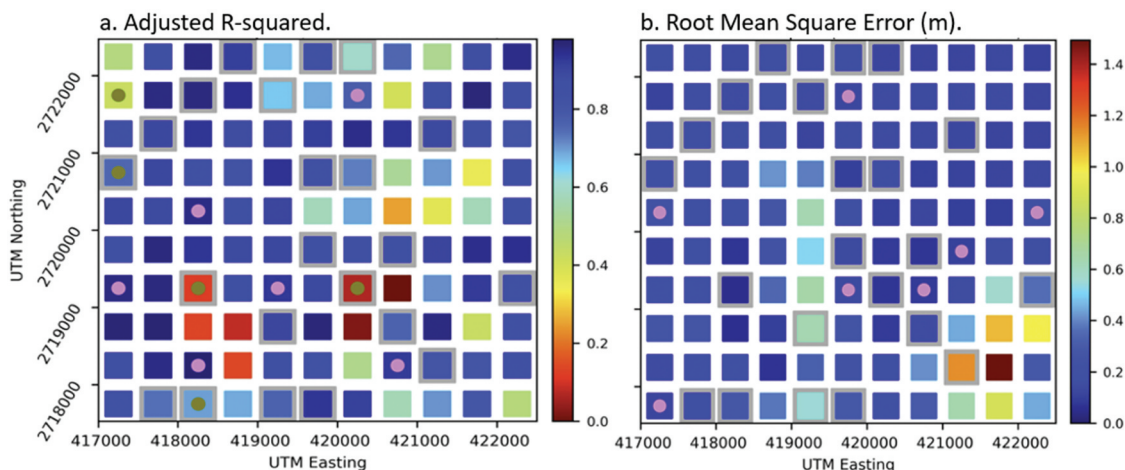 a. Adjusted R-squared.
b. Root Mean Square Error (m).
UTM Northing
2722000
2721000
2720000
2719000
2718000
417000 418000 419000 420000 421000 422000
UTM Easting
0.8
0.6
0.4
0.2
0.0
417000 418000 419000 420000 421000 422000
UTM Easting
1.4
1.2
1.0
0.8
0.6
0.4
0.2
0.0